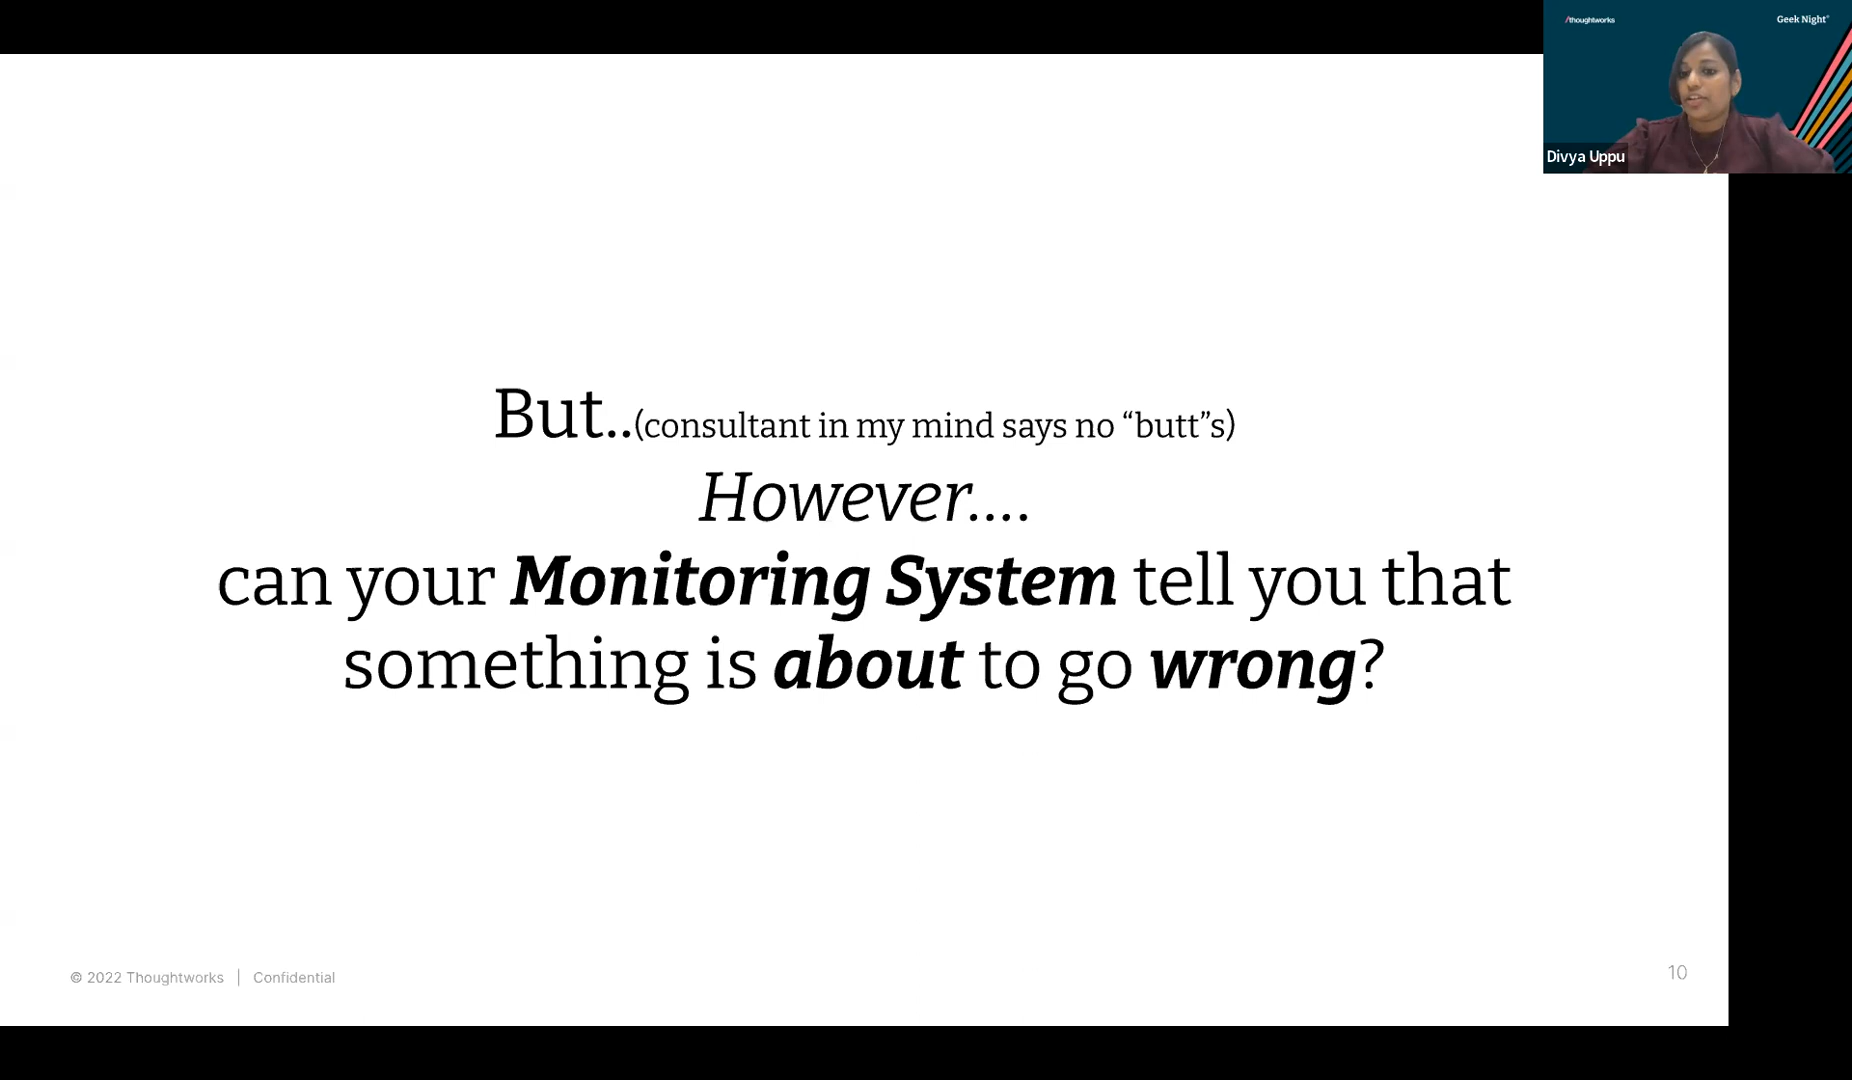 /thoughtworks
Geek Night®
Divya Uppu
But..(consultant in my mind says no “butt”s)
However....
can your Monitoring System tell you that
something is about to go wrong?
© 2022 Thoughtworks | Confidential
10